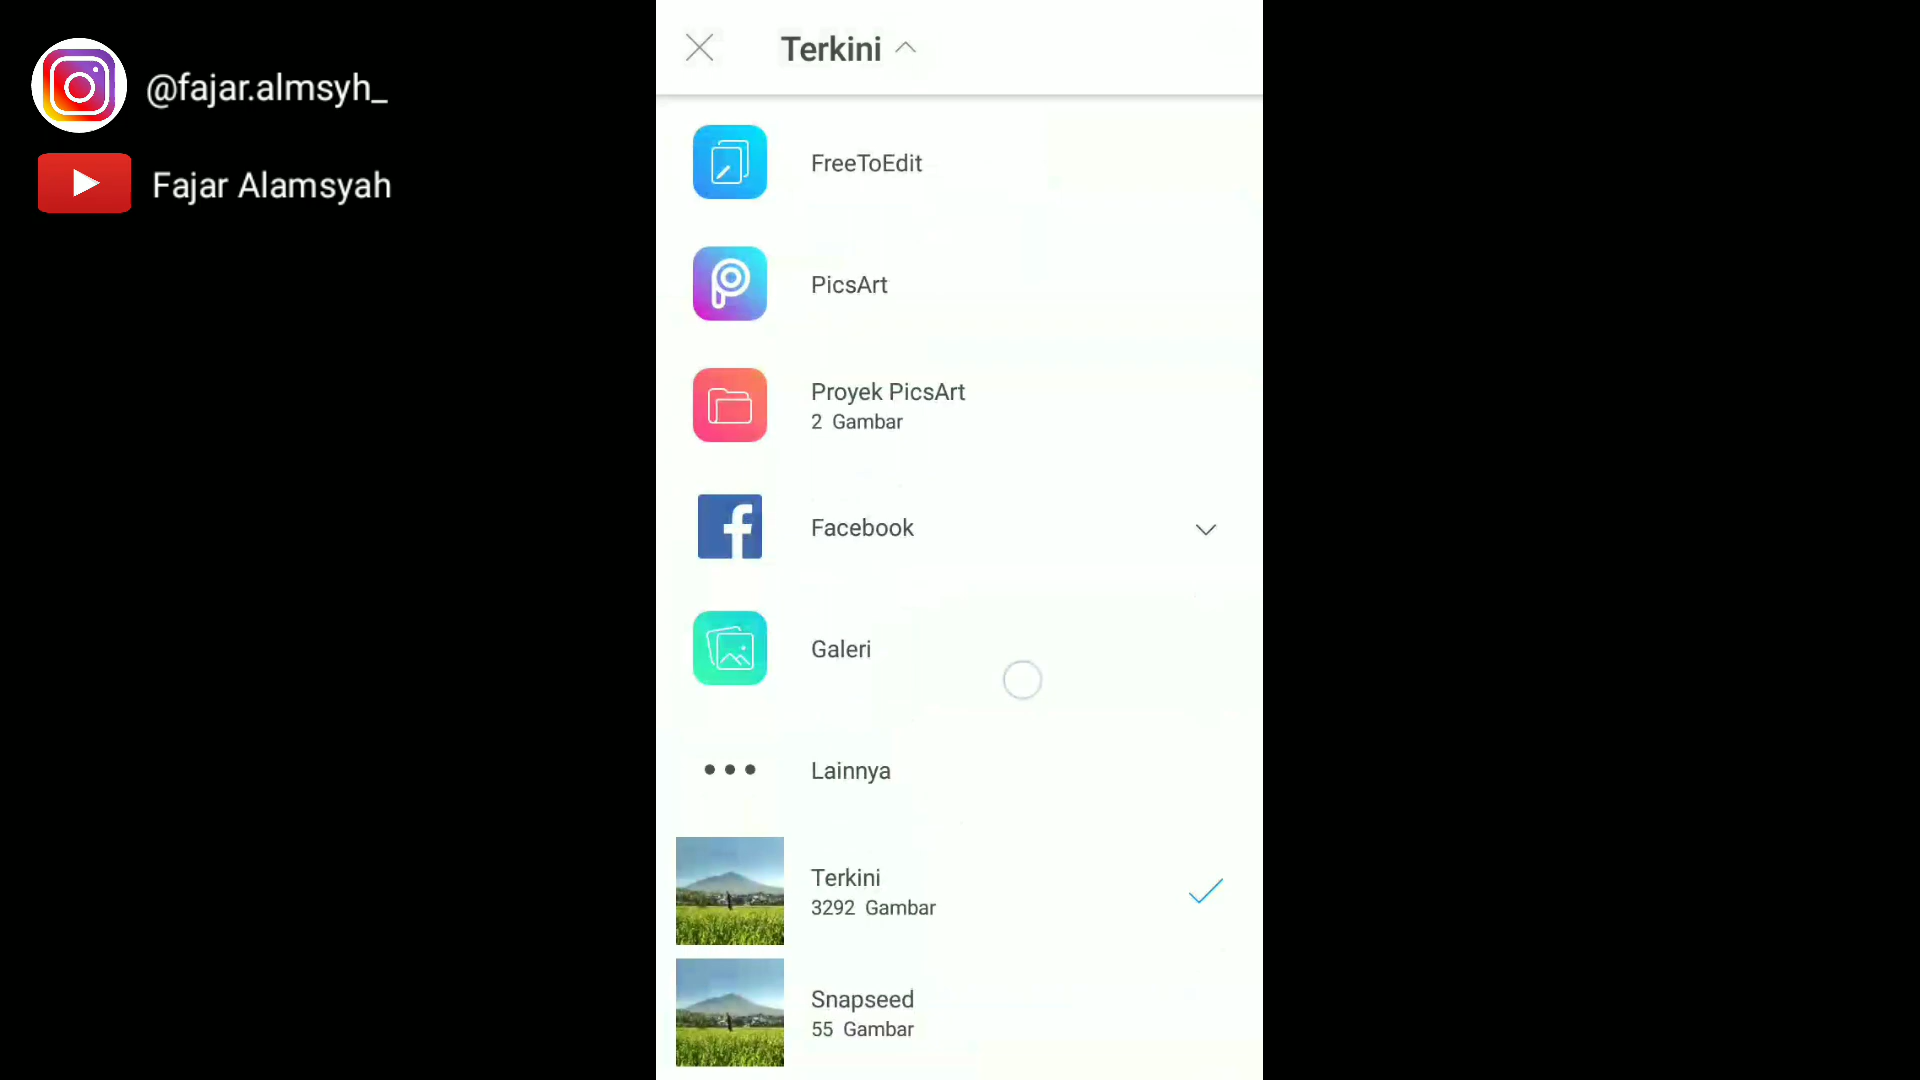 @fajar.almsyh_
Fajar Alamsyah
Terkini
FreeToEdit
PicsArt
Proyek PicsArt
2 Gambar
Facebook
Galeri
Lainnya
Terkini
3292 Gambar
Snapseed
55 Gambar